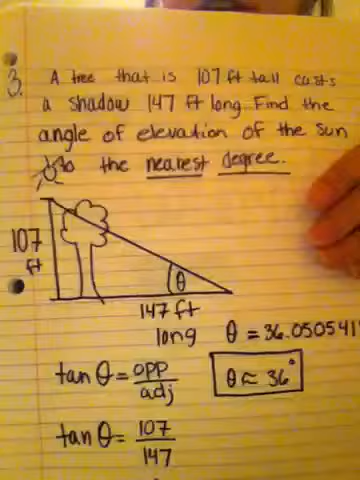 3. A tree that is 107 ft tall casts
a shadow 147 ft long. Find the
angle of elevation of the sun
to the nearest degree.
107
ft
θ
147 ft
long
θ = 36.050541
tan θ = opp/adj
θ ≈ 36°
tan θ = 107/147